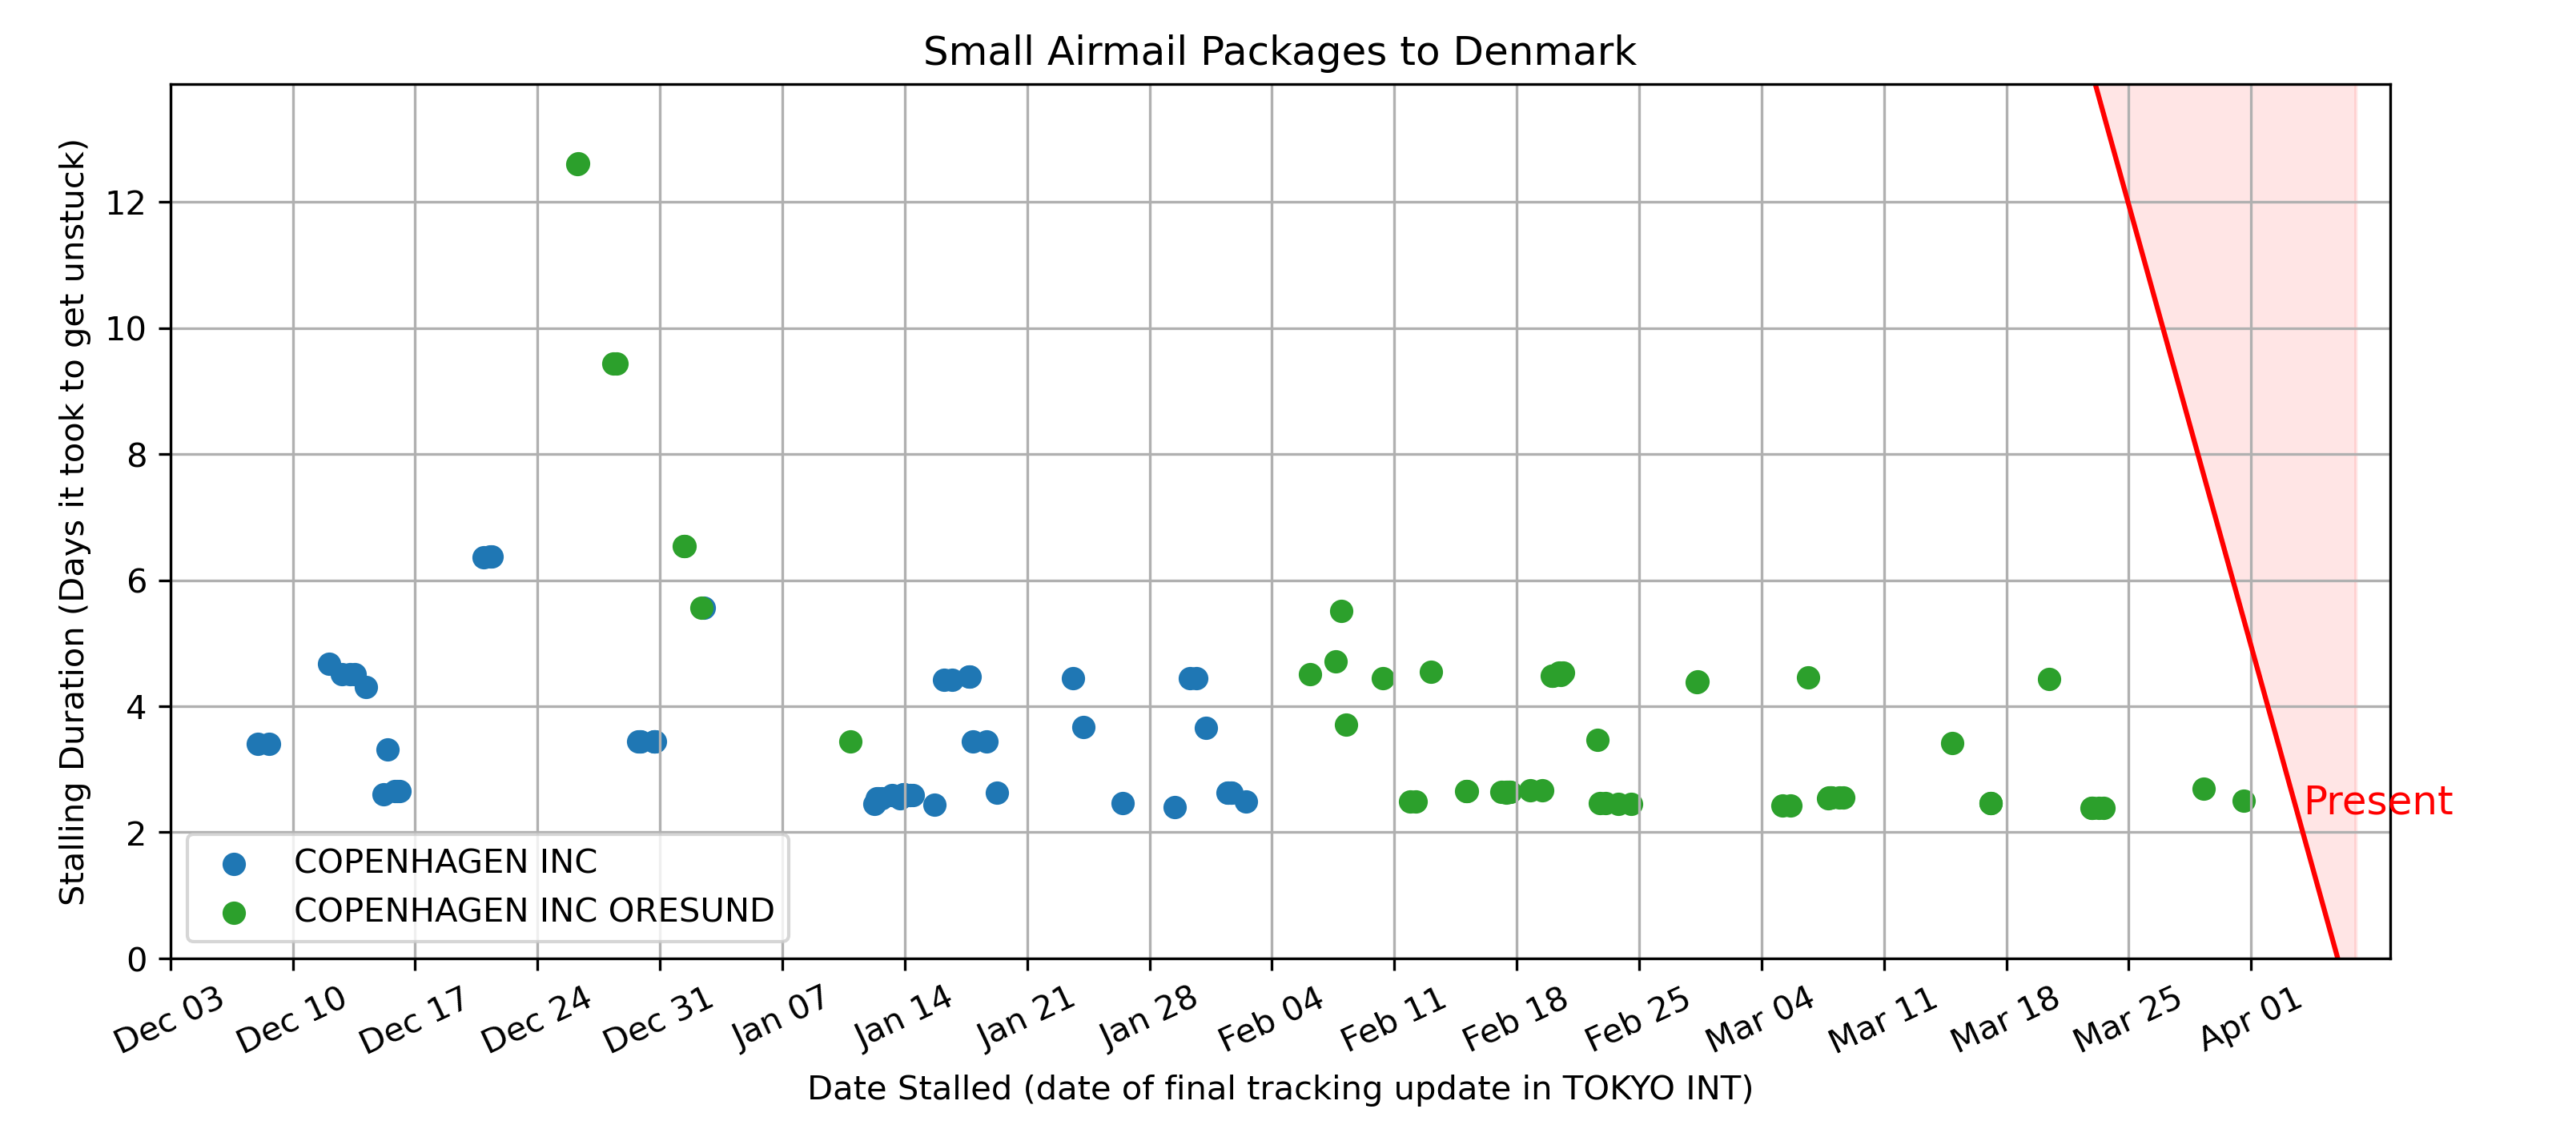 Small Airmail Packages to Denmark
Stalling Duration (Days it took to get unstuck)
12
10
8
6
4
2
0
Present
COPENHAGEN INC
COPENHAGEN INC ORESUND
Dec 03 Dec 10 Dec 17 Dec 24 Dec 31 Jan 07 Jan 14 Jan 21 Jan 28 Feb 04 Feb 11 Feb 18 Feb 25 Mar 04 Mar 11 Mar 18 Mar 25 Apr 01
Date Stalled (date of final tracking update in TOKYO INT)